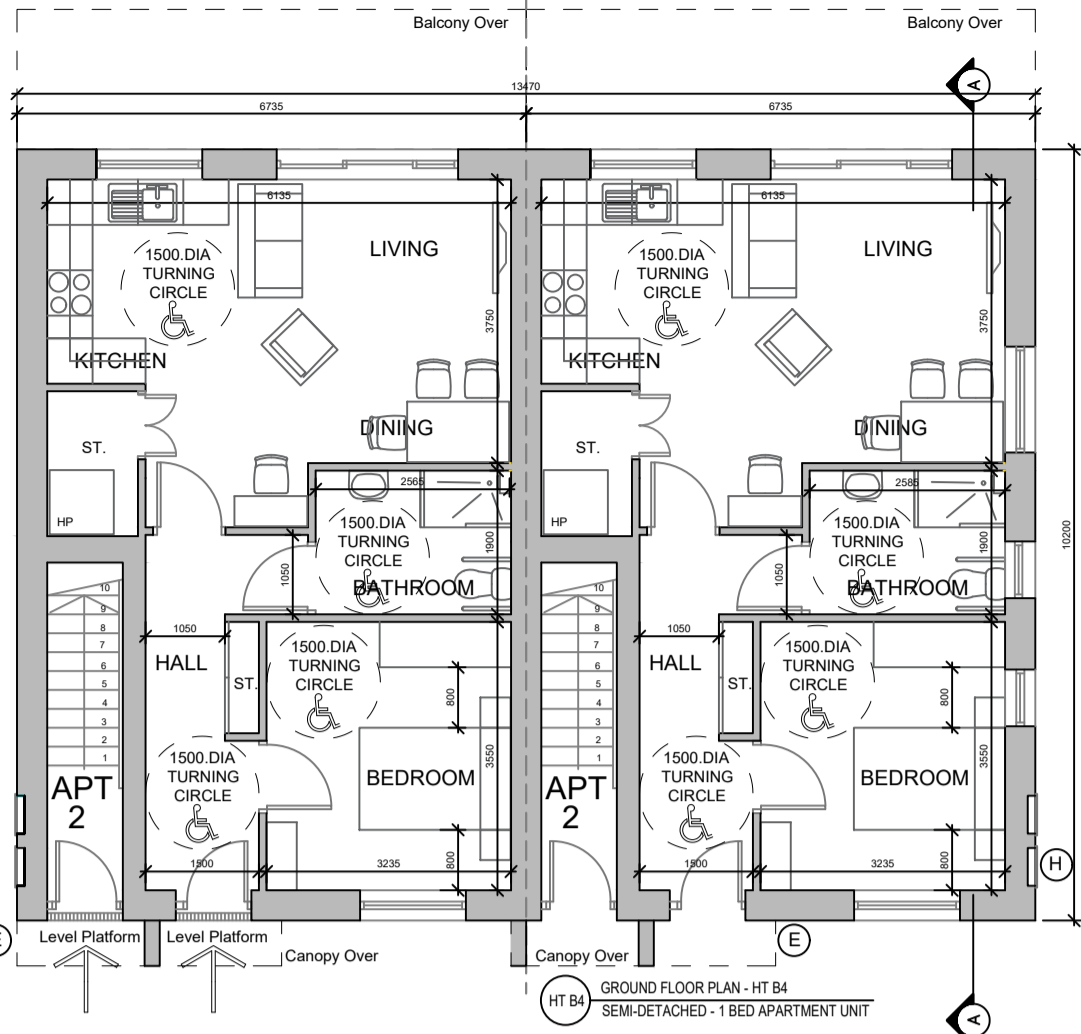 Balcony Over
Balcony Over
13470
A
6735
6735
6135
6135
LIVING
LIVING
1500.DIA
TURNING
CIRCLE
1500.DIA
TURNING
CIRCLE
3750
3750
KITCHEN
KITCHEN
DINING
DINING
ST.
ST.
2565
2585
HP
HP
1500.DIA
TURNING
CIRCLE
1500.DIA
TURNING
CIRCLE
1900
1900
10200
1050
1050
BATHROOM
BATHROOM
10
9
8
7
6
5
4
3
2
1
10
9
8
7
6
5
4
3
2
1
1050
1050
HALL
HALL
ST.
ST.
1500.DIA
TURNING
CIRCLE
1500.DIA
TURNING
CIRCLE
800
800
3550
3550
1500.DIA
TURNING
CIRCLE
1500.DIA
TURNING
CIRCLE
BEDROOM
BEDROOM
APT
2
APT
2
800
800
1500
3235
1500
3235
H
E
Level Platform
Level Platform
Canopy Over
Canopy Over
E
HT B4
GROUND FLOOR PLAN - HT B4
SEMI-DETACHED - 1 BED APARTMENT UNIT
A